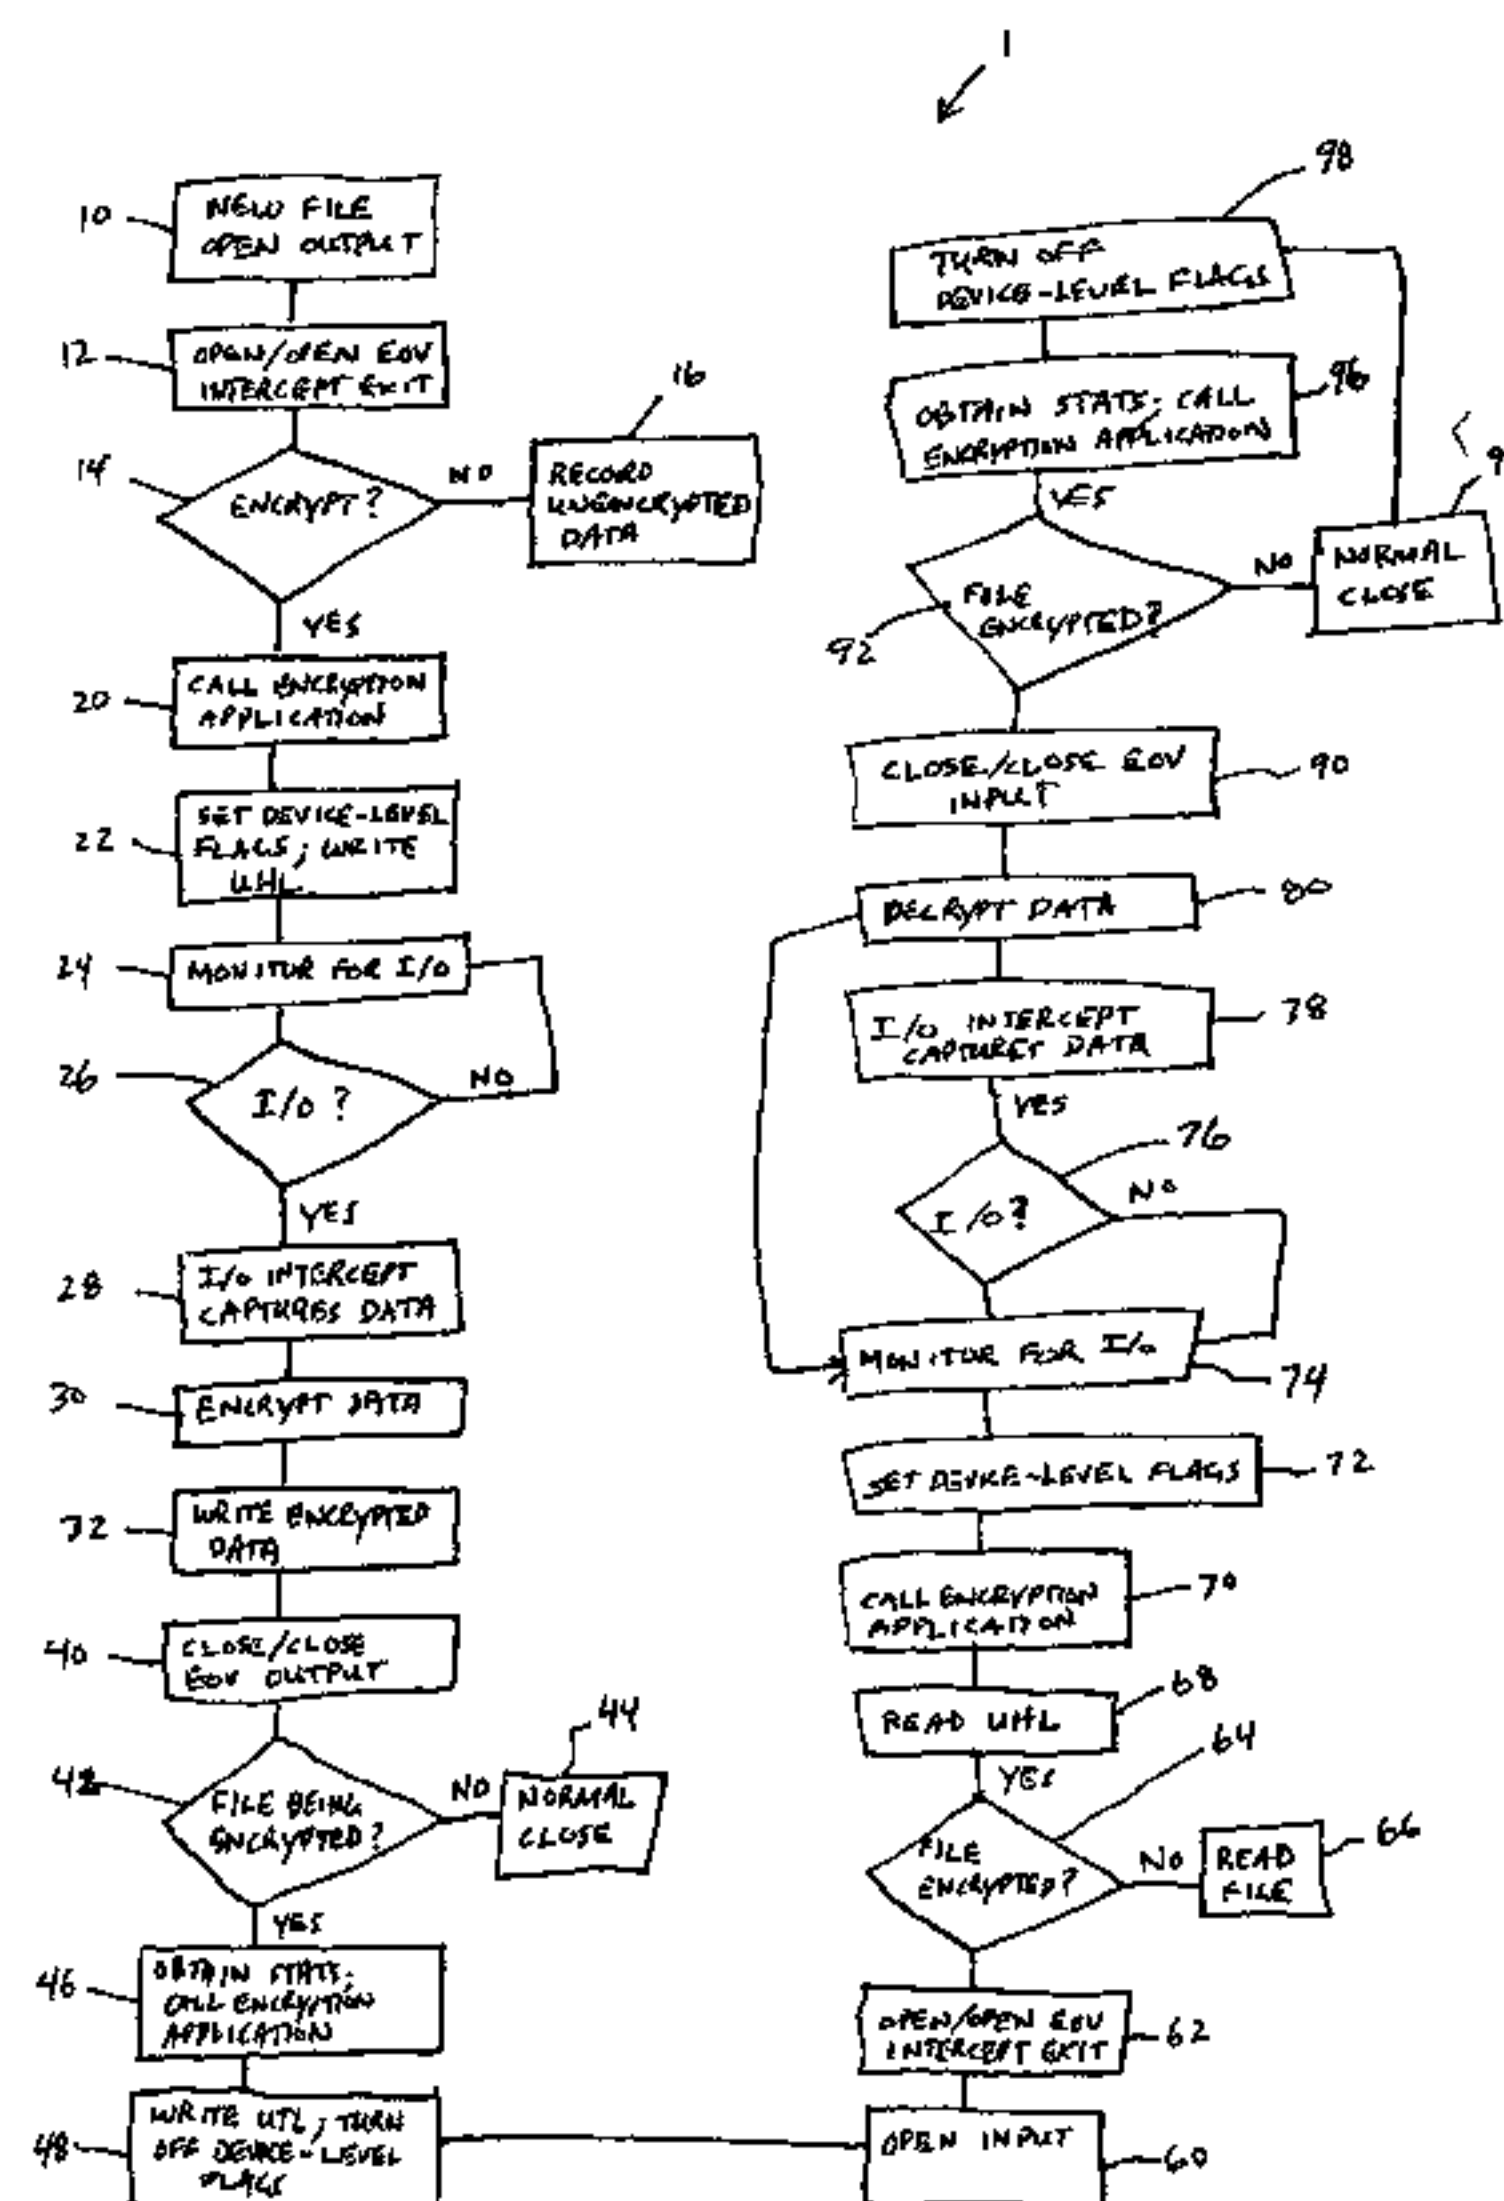 1
10
NEW FILE
OPEN OUTPUT
12
OPEN/OPEN EOV
INTERCEPT EXIT
14
ENCRYPT?
NO
16
RECORD
UNENCRYPTED
DATA
YES
20
CALL ENCRYPTION
APPLICATION
22
SET DEVICE-LEVEL
FLAGS; WRITE
UHL
24
MONITOR FOR I/O
26
I/O?
NO
YES
28
I/O INTERCEPT
CAPTURES DATA
30
ENCRYPT DATA
32
WRITE ENCRYPTED
DATA
40
CLOSE/CLOSE
EOV OUTPUT
42
FILE BEING
ENCRYPTED?
NO
44
NORMAL
CLOSE
YES
46
OBTAIN STATS;
CALL ENCRYPTION
APPLICATION
48
WRITE UTL; TURN
OFF DEVICE-LEVEL
FLAGS
98
TURN OFF
DEVICE-LEVEL FLAGS
96
OBTAIN STATS; CALL
ENCRYPTION APPLICATION
YES
9
92
FILE
ENCRYPTED?
NO
NORMAL
CLOSE
CLOSE/CLOSE EOV
INPUT
90
DECRYPT DATA
80
I/O INTERCEPT
CAPTURES DATA
78
YES
76
I/O?
NO
MONITOR FOR I/O
74
SET DEVICE-LEVEL FLAGS
72
CALL ENCRYPTION
APPLICATION
70
READ UHL
68
YES
64
FILE
ENCRYPTED?
NO
READ
FILE
66
OPEN/OPEN EOV
INTERCEPT EXIT
62
OPEN INPUT
60